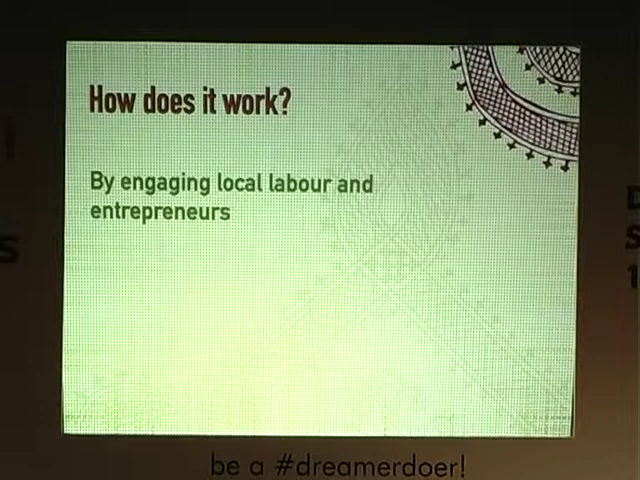 How does it work?
By engaging local labour and
entrepreneurs
be a #dreamerdoer!